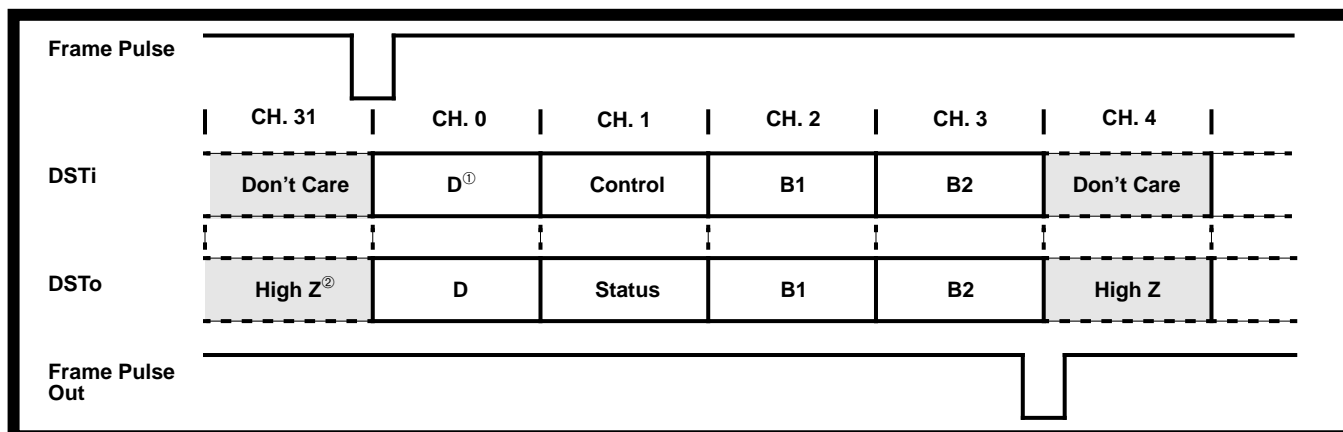 Frame Pulse
CH. 31 CH. 0 CH. 1 CH. 2 CH. 3 CH. 4
DSTi Don’t Care D① Control B1 B2 Don’t Care
DSTo High Z② D Status B1 B2 High Z
Frame Pulse
Out